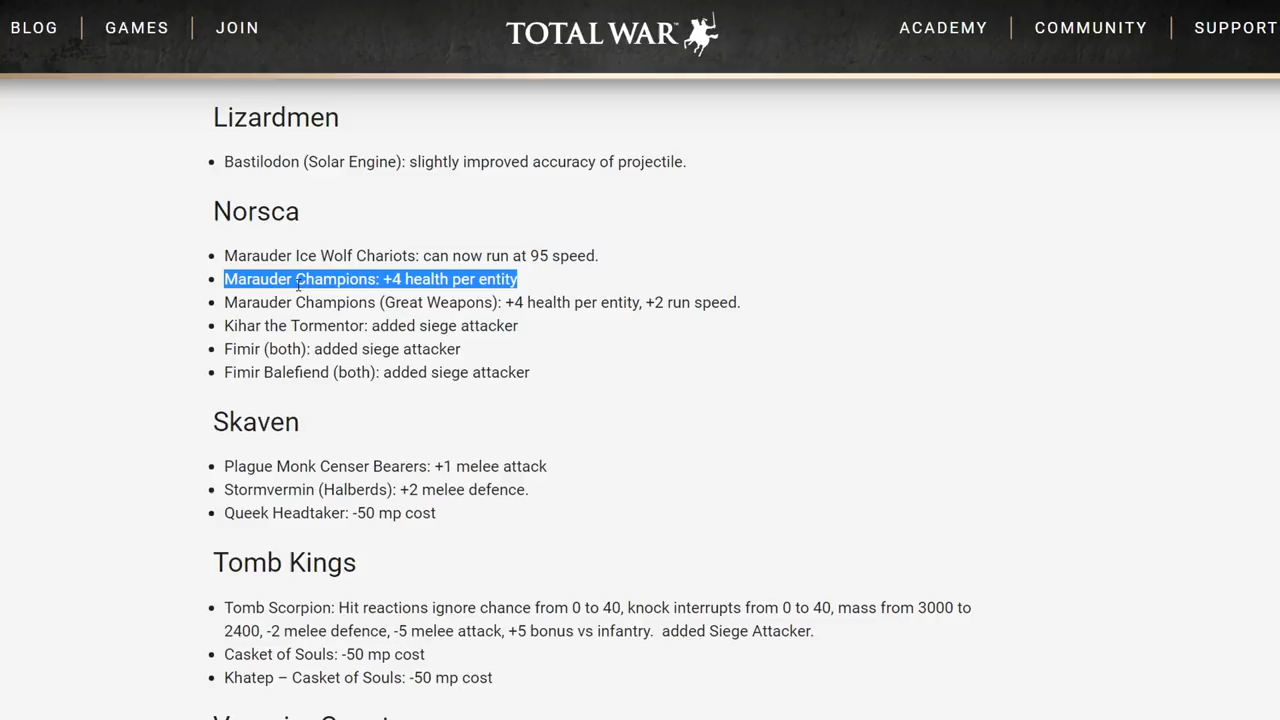 BLOG GAMES JOIN TOTAL WAR™ ACADEMY COMMUNITY SUPPORT
Lizardmen
Bastilodon (Solar Engine): slightly improved accuracy of projectile.
Norsca
Marauder Ice Wolf Chariots: can now run at 95 speed.
Marauder Champions: +4 health per entity
Marauder Champions (Great Weapons): +4 health per entity, +2 run speed.
Kihar the Tormentor: added siege attacker
Fimir (both): added siege attacker
Fimir Balefiend (both): added siege attacker
Skaven
Plague Monk Censer Bearers: +1 melee attack
Stormvermin (Halberds): +2 melee defence.
Queek Headtaker: -50 mp cost
Tomb Kings
Tomb Scorpion: Hit reactions ignore chance from 0 to 40, knock interrupts from 0 to 40, mass from 3000 to
2400, -2 melee defence, -5 melee attack, +5 bonus vs infantry.  added Siege Attacker.
Casket of Souls: -50 mp cost
Khatep – Casket of Souls: -50 mp cost